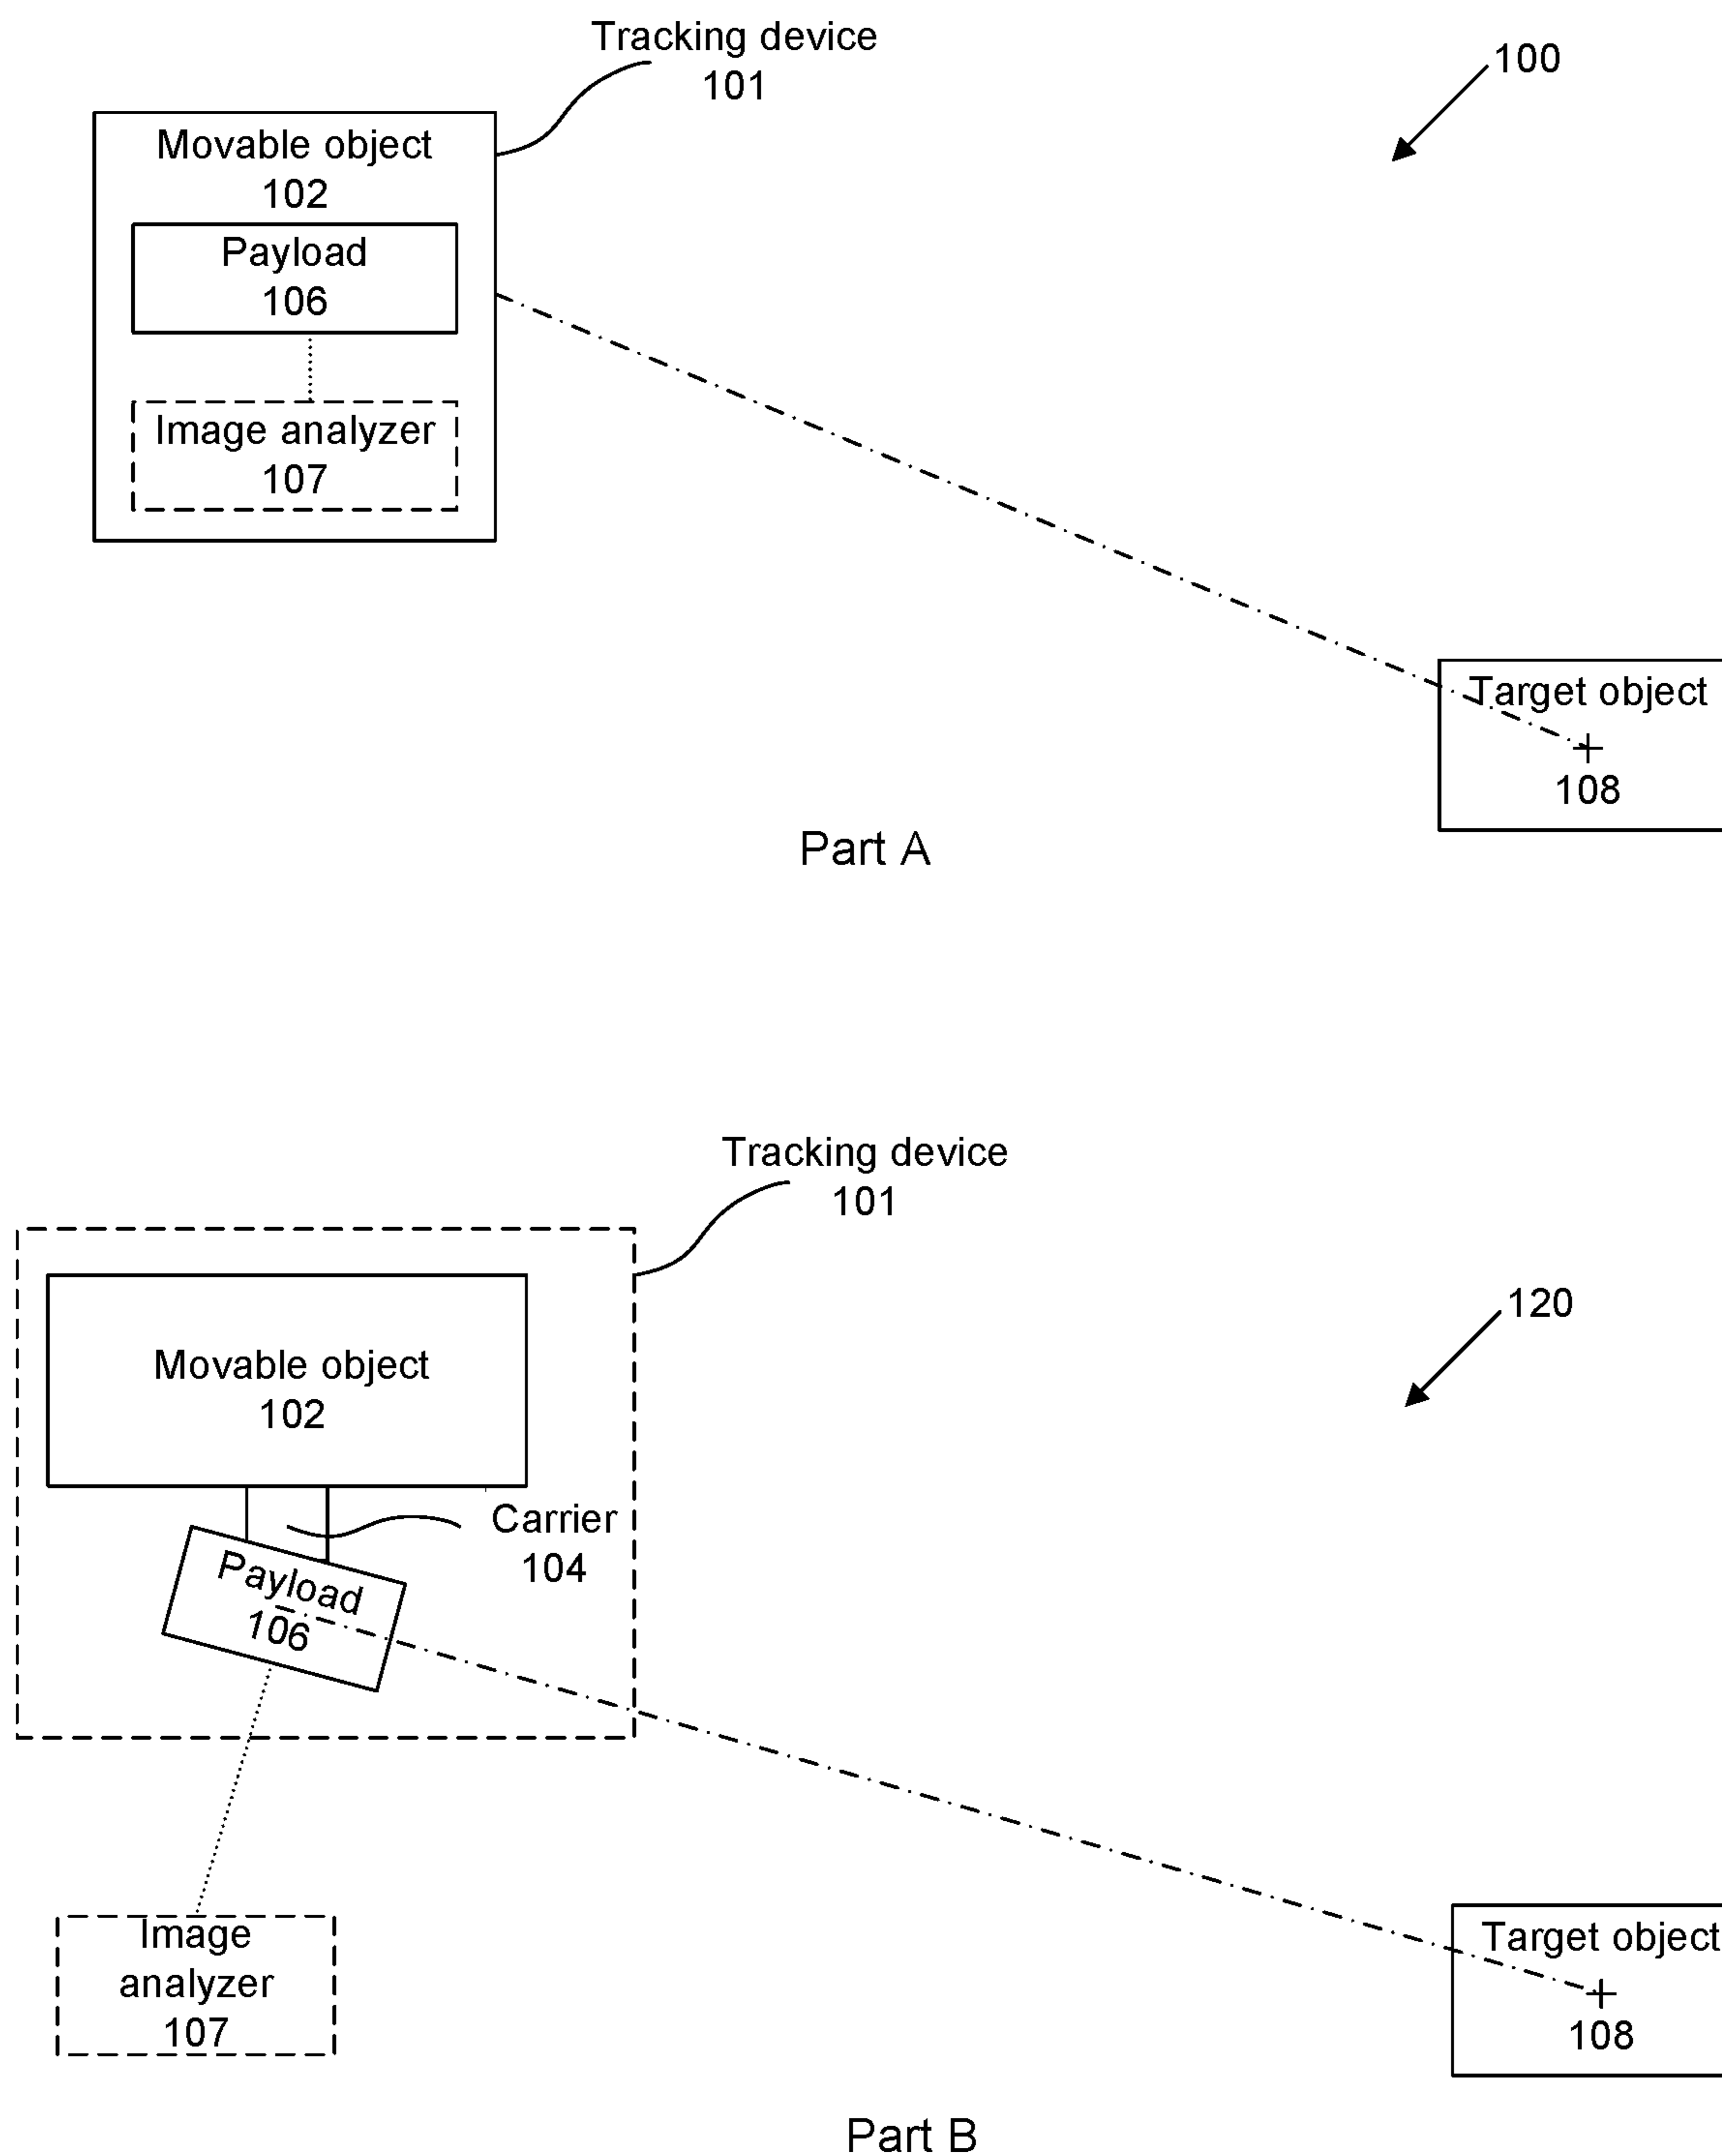 Tracking device
101
100
Movable object
102
Payload
106
Image analyzer
107
Target object
108
Part A
Tracking device
101
120
Movable object
102
Carrier
104
Payload
106
Image
analyzer
107
Target object
108
Part B